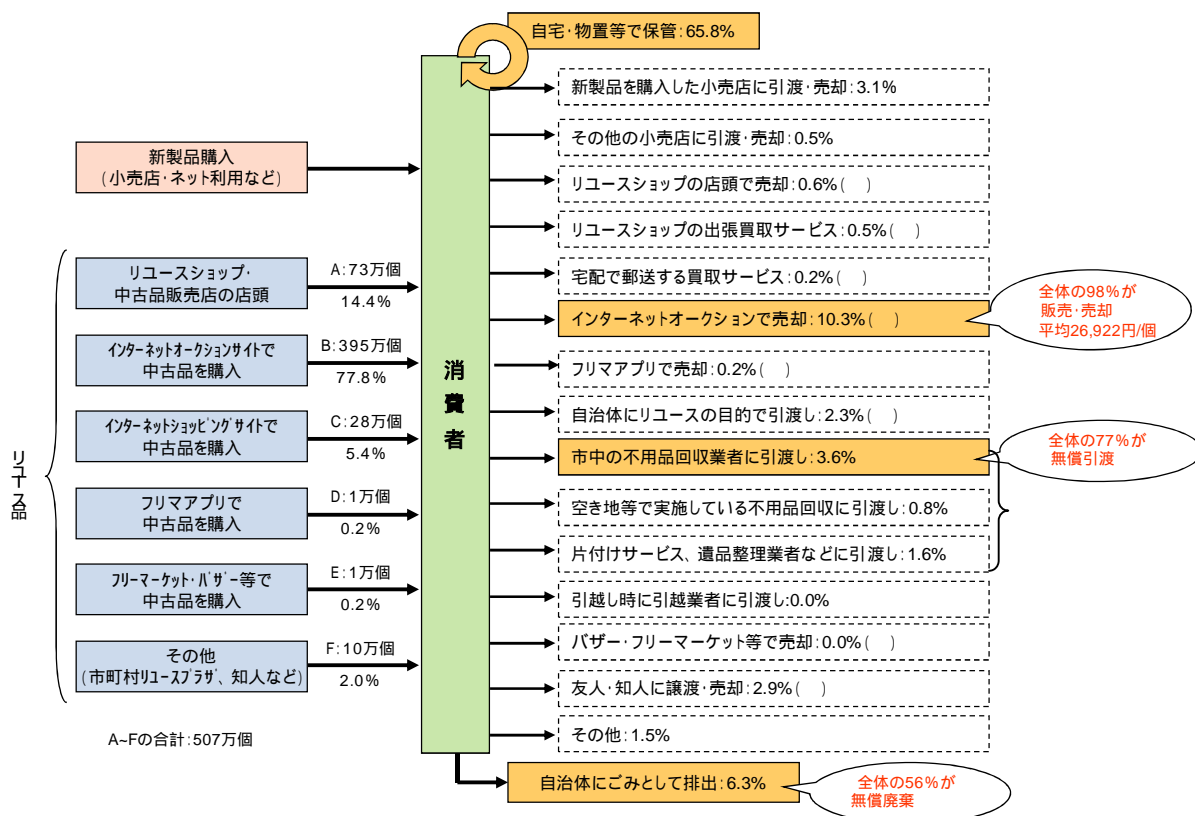 自宅・物置等で保管:65.8%
新製品を購入した小売店に引渡・売却:3.1%
その他の小売店に引渡・売却:0.5%
新製品購入
(小売店・ネット利用など)
リユースショップの店頭で売却:0.6%( )
リユースショップの出張買取サービス:0.5%( )
リユース品
リユースショップ・
中古品販売店の店頭
A:73万個
14.4%
宅配で郵送する買取サービス:0.2%( )
インターネットオークションで売却:10.3%( )
全体の98%が
販売・売却
平均26,922円/個
インターネットオークションサイトで
中古品を購入
B:395万個
77.8%
消費者
フリマアプリで売却:0.2%( )
自治体にリユースの目的で引渡し:2.3%( )
インターネットショッピングサイトで
中古品を購入
C:28万個
5.4%
市中の不用品回収業者に引渡し:3.6%
全体の77%が
無償引渡
フリマアプリで
中古品を購入
D:1万個
0.2%
空き地等で実施している不用品回収に引渡し:0.8%
片付けサービス、遺品整理業者などに引渡し:1.6%
フリーマーケット・バザー等で
中古品を購入
E:1万個
0.2%
引越し時に引越業者に引渡し:0.0%
バザー・フリーマーケット等で売却:0.0%( )
その他
(市町村リユースプラザ、知人など)
F:10万個
2.0%
友人・知人に譲渡・売却:2.9%( )
その他:1.5%
A~Fの合計:507万個
自治体にごみとして排出:6.3%
全体の56%が
無償廃棄